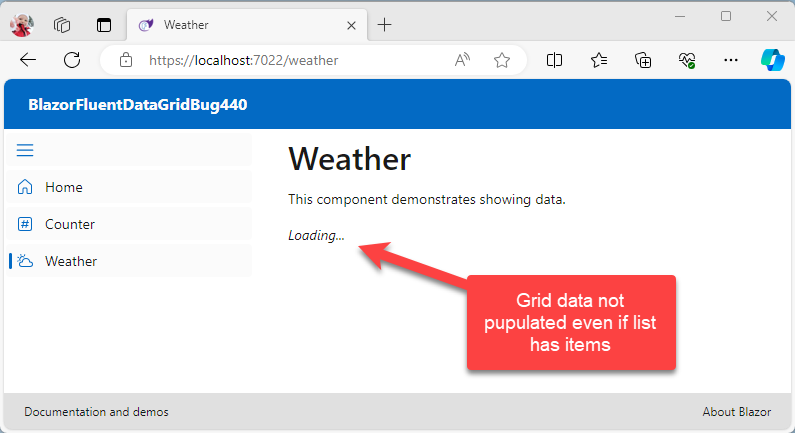 Weather
https://localhost:7022/weather
BlazorFluentDataGridBug440
Home
Counter
Weather
Weather
This component demonstrates showing data.
Loading...
Grid data not
pupulated even if list
has items
Documentation and demos
About Blazor